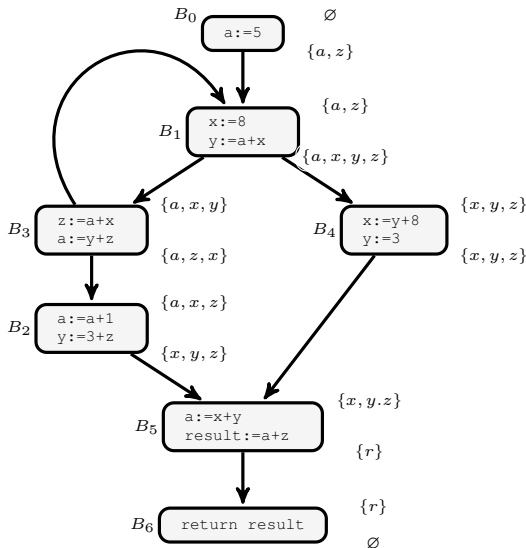 B0
∅
a:=5
{a, z}
{a, z}
B1
x:=8
y:=a+x
{a, x, y, z}
{a, x, y}
{x, y, z}
B3
z:=a+x
a:=y+z
B4
x:=y+8
y:=3
{a, z, x}
{x, y, z}
{a, x, z}
B2
a:=a+1
y:=3+z
{x, y, z}
{x, y.z}
B5
a:=x+y
result:=a+z
{r}
{r}
B6
return result
∅